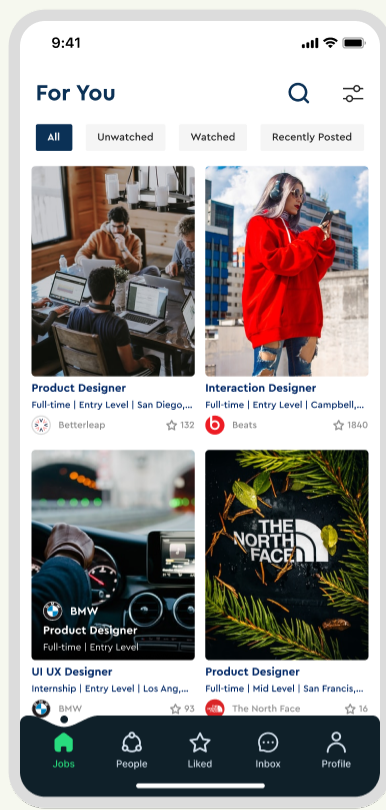 9:41
For You
All
Unwatched
Watched
Recently Posted
Product Designer
Full-time | Entry Level | San Diego,...
Betterleap
132
Interaction Designer
Full-time | Entry Level | Campbell,...
Beats
1840
BMW
Product Designer
Full-time | Entry Level
THE
NORTH
FACE
UI UX Designer
Internship | Entry Level | Los Ang,...
BMW
93
Product Designer
Full-time | Mid Level | San Francis,...
The North Face
16
Jobs
People
Liked
Inbox
Profile